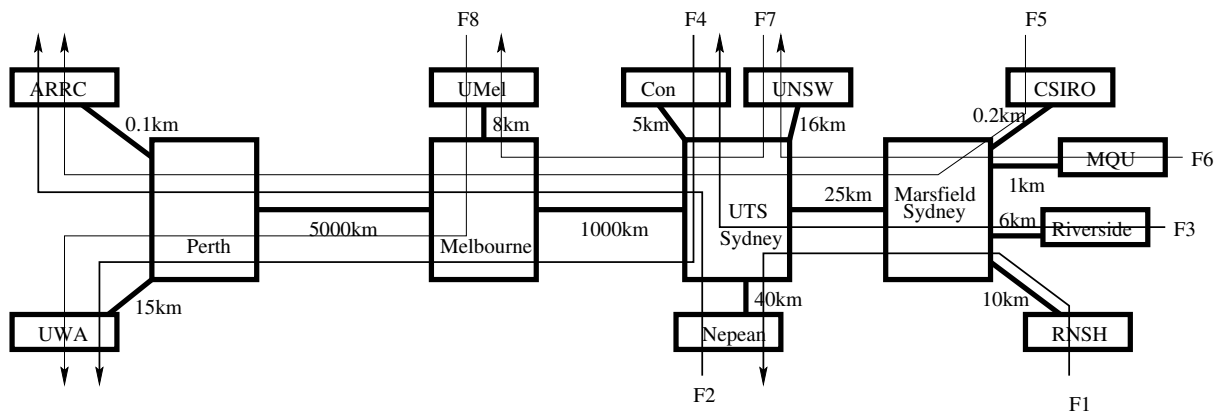 F8 F4 F7 F5
ARRC UMel Con UNSW CSIRO
0.1km 8km 5km 16km 0.2km
MQU F6
1km
25km Marsfield
Sydney
UTS
Sydney
6km Riverside F3
Perth 5000km Melbourne 1000km
15km 40km 10km
UWA Nepean RNSH
F2 F1